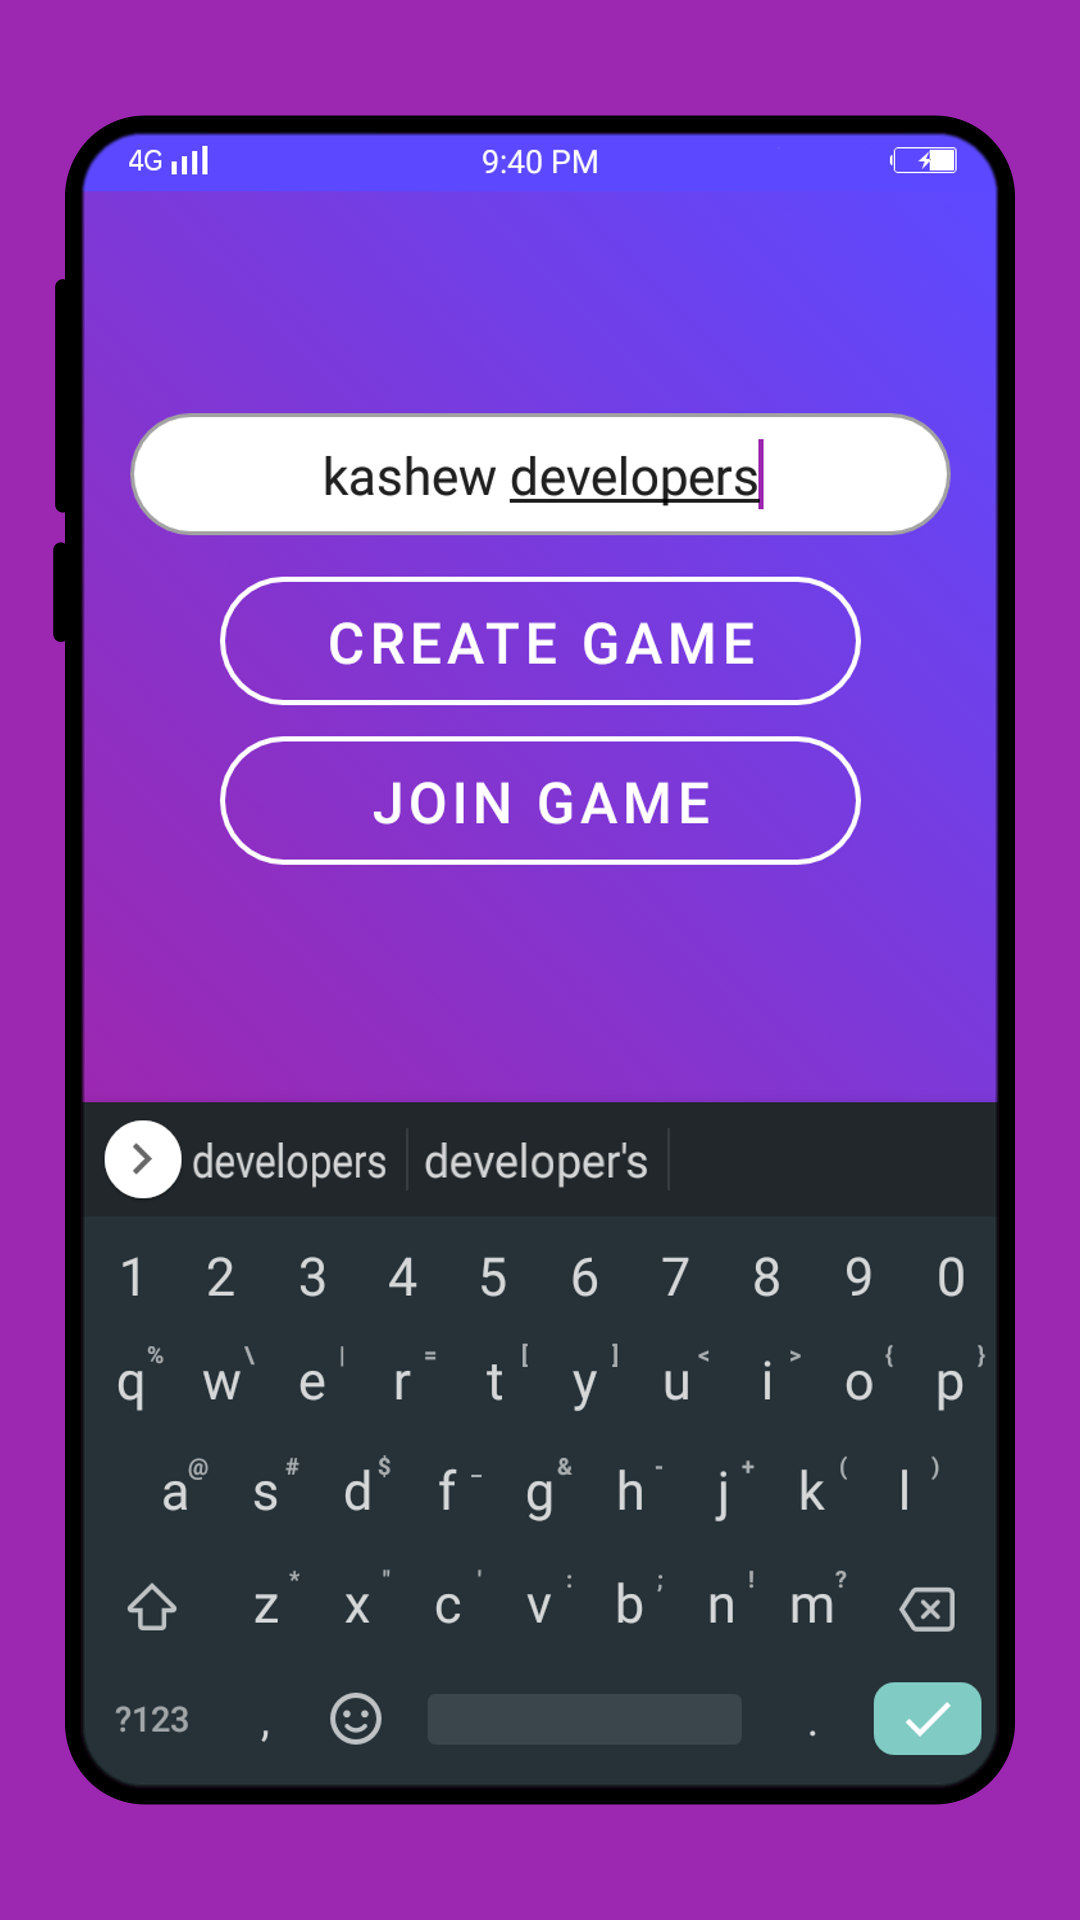 4G 9:40 PM
kashew developers
CREATE GAME
JOIN GAME
developers developer's
1 2 3 4 5 6 7 8 9 0
q % w \ e | r = t [ y ] u < i > o { p }
a @ s # d $ f _ g & h - j + k ( l )
z * x " c ' v : b ; n ! m ?
?123 , .